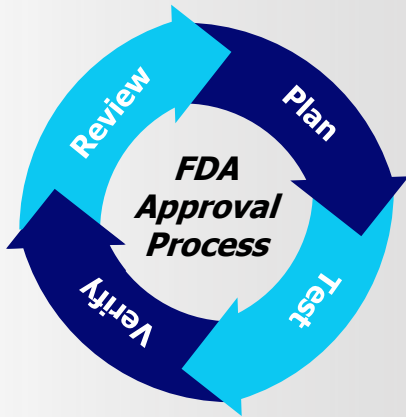 Review
Plan
FDA
Approval
Process
Verify
Test